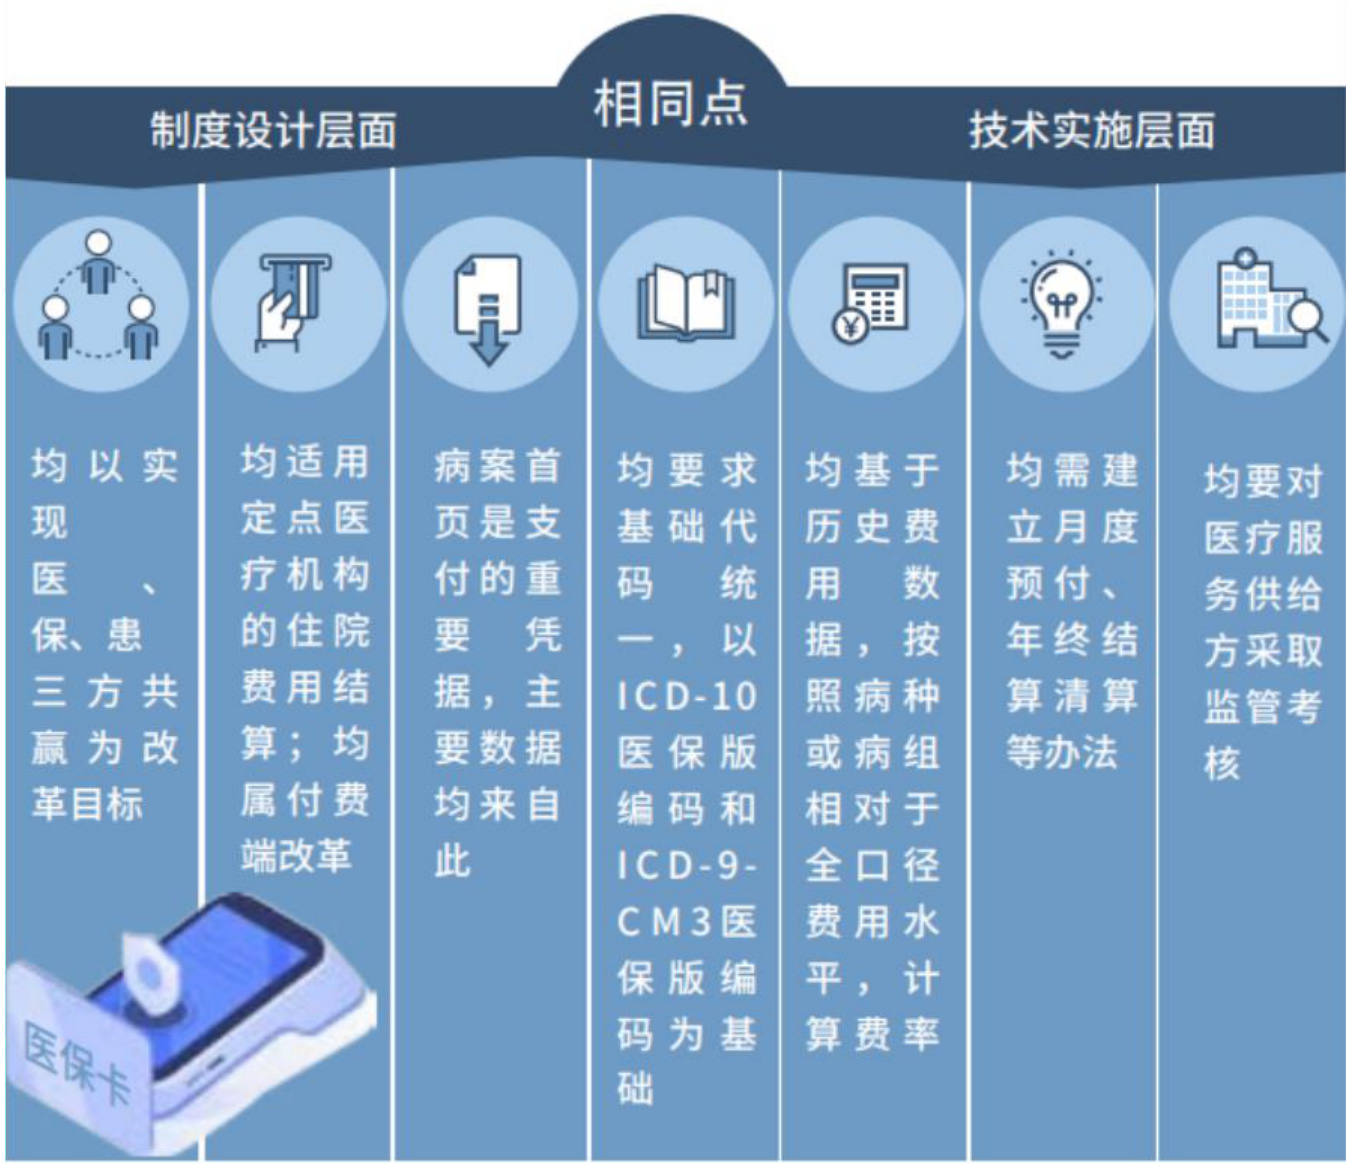 相同点
制度设计层面
技术实施层面
均以实
现
医、
保、患
三方共
赢为改
革目标
均适用
定点医
疗机构
的住院
费用结
算；均
属付费
端改革
病案首
页是支
付的重
要凭
据，主
要数据
均来自
此
均要求
基础代
码统
一，以
ICD-10
医保版
编码和
ICD-9-
CM3医
保版编
码为基
础
均基于
历史费
用数
据，按
照病种
或病组
相对于
全口径
费用水
平，计
算费率
均需建
立月度
预付、
年终结
算清算
等办法
均要对
医疗服
务供给
方采取
监管考
核
¥
医保卡